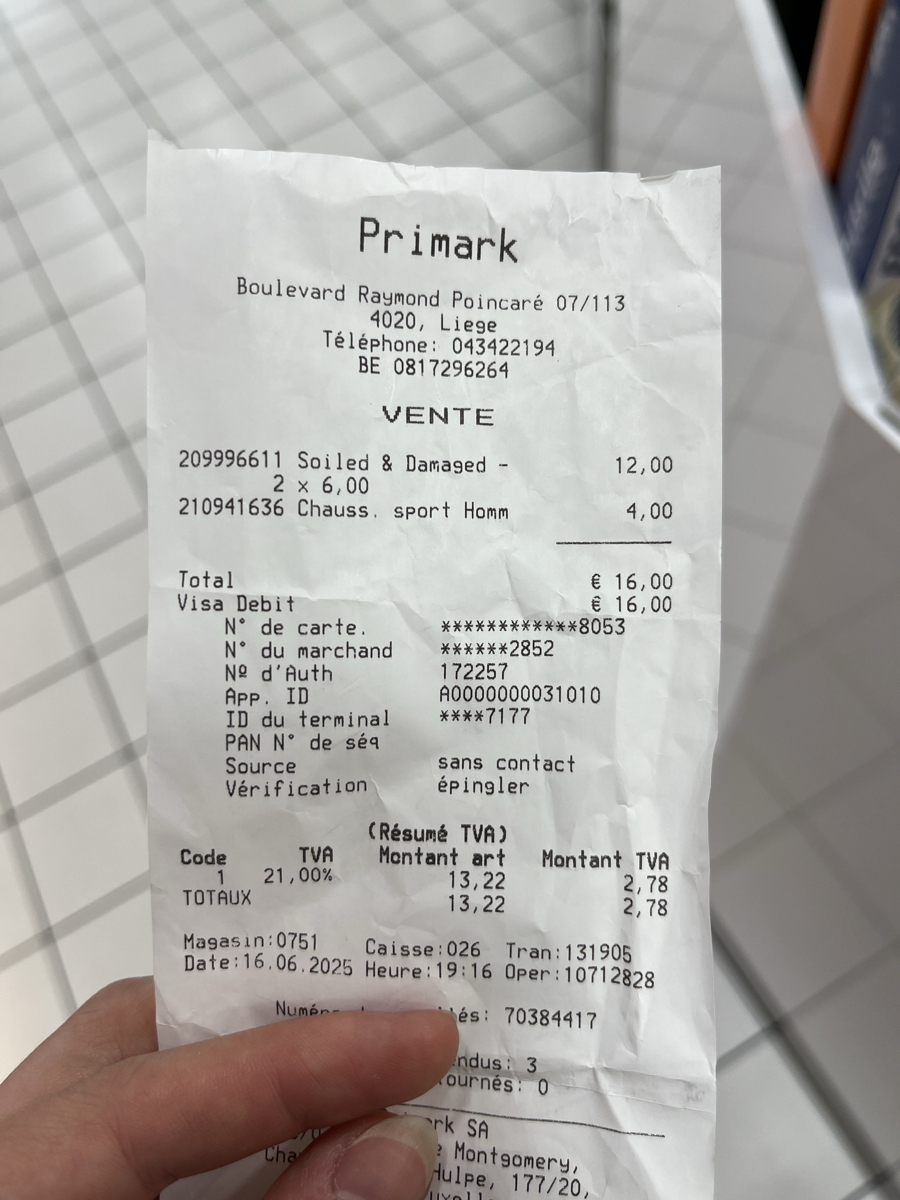 Primark
Boulevard Raymond Poincaré 07/113
4020, Liege
Téléphone: 043422194
BE 0817296264
VENTE
209996611 Soiled & Damaged - 12,00
2 x 6,00
210941636 Chauss. sport Homm 4,00
Total € 16,00
Visa Debit € 16,00
N° de carte. ************8053
N° du marchand ******2852
Nº d'Auth 172257
App. ID A0000000031010
ID du terminal ****7177
PAN N° de séq
Source sans contact
Vérification épingler
(Résumé TVA)
Code TVA Montant art Montant TVA
1 21,00% 13,22 2,78
TOTAUX 13,22 2,78
Magasin:0751 Caisse:026 Tran:131905
Date:16.06.2025 Heure:19:16 Oper:10712828
70384417
3
0
SA
Montgomery,
177/20,